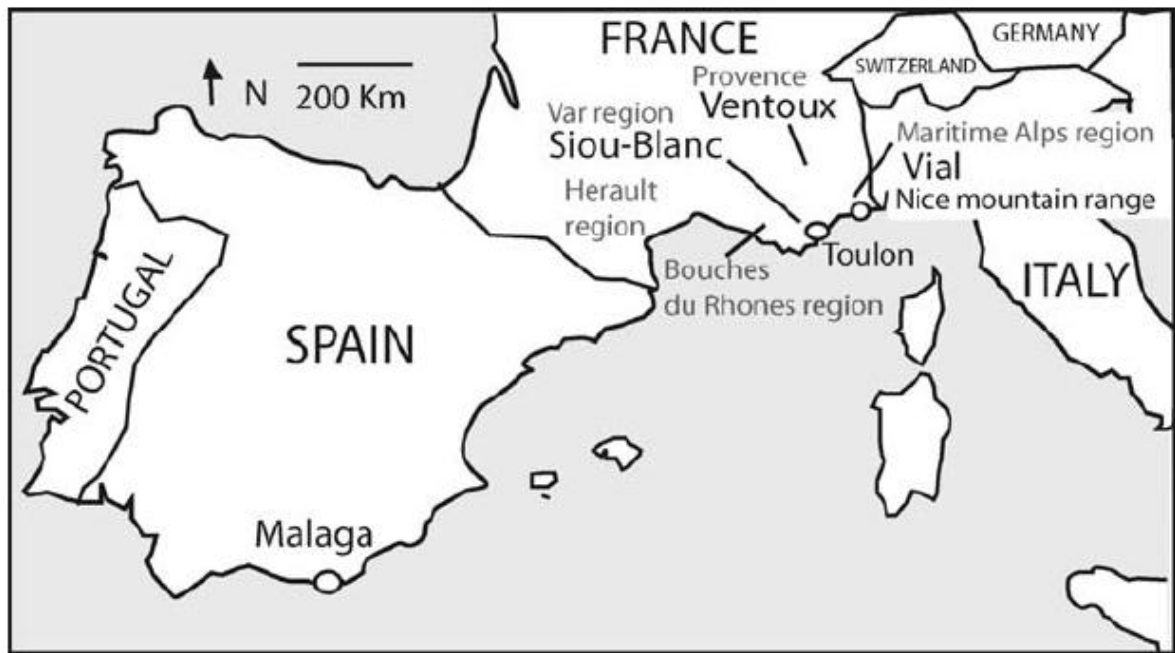 FRANCE
GERMANY
SWITZERLAND
N
200 Km
Provence
Ventoux
Var region
Siou-Blanc
Maritime Alps region
Vial
Nice mountain range
Herault
region
Toulon
Bouches
du Rhones region
ITALY
PORTUGAL
SPAIN
Malaga